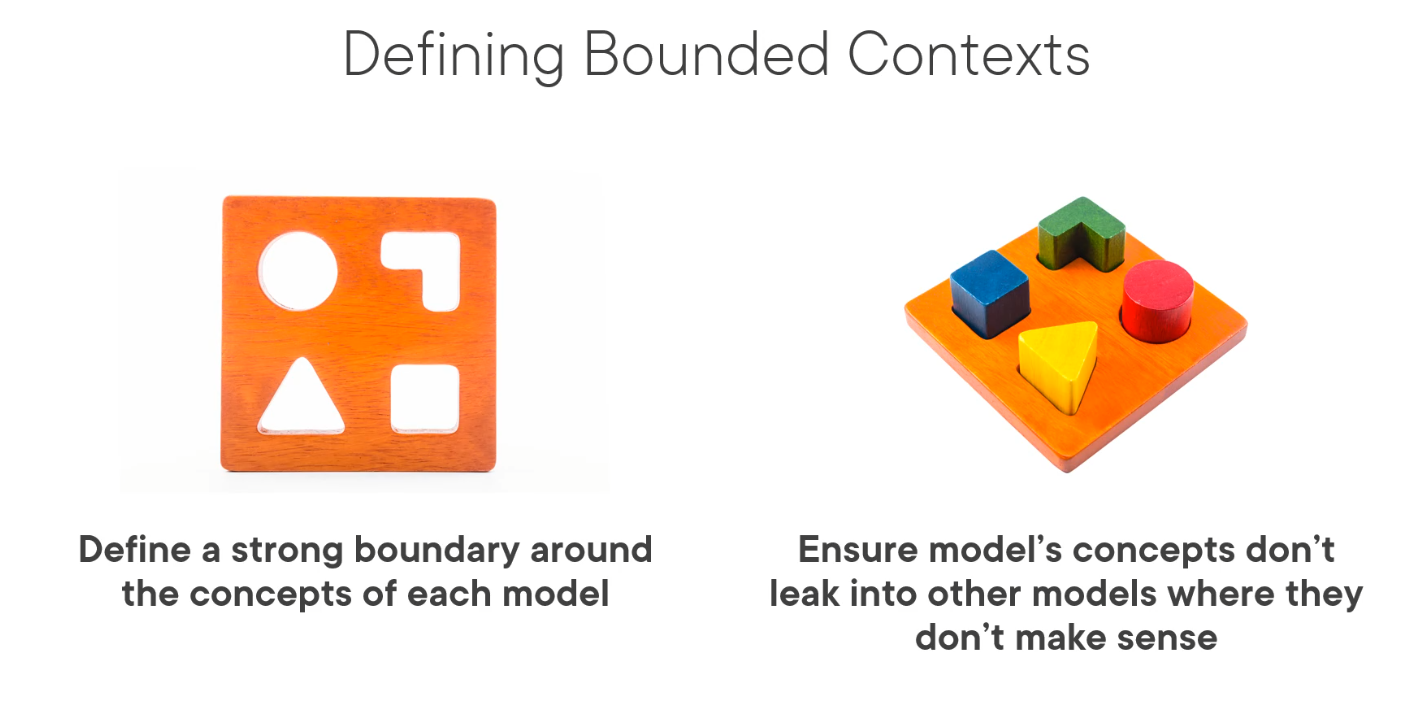 Defining Bounded Contexts
Define a strong boundary around
the concepts of each model
Ensure model’s concepts don’t
leak into other models where they
don’t make sense